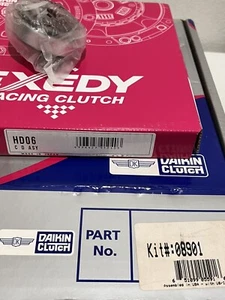 EXEDY
RACING CLUTCH
HD06
C D ASY
DAIKIN
CLUTCH
PART
No.
Kit#:08901
DAIKIN
CLUTCH